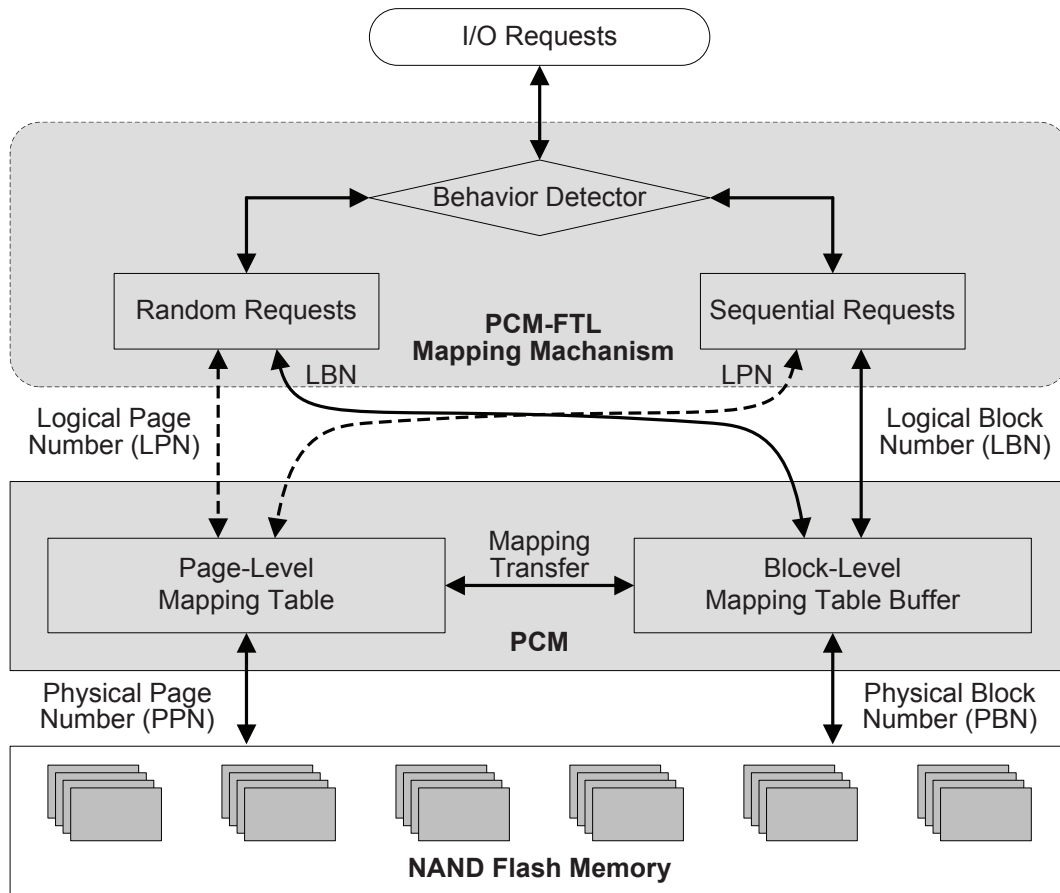 I/O Requests
Behavior Detector
Random Requests
Sequential Requests
PCM-FTL
Mapping Machanism
LBN
LPN
Logical Page
Number (LPN)
Logical Block
Number (LBN)
Page-Level
Mapping Table
Mapping
Transfer
Block-Level
Mapping Table Buffer
PCM
Physical Page
Number (PPN)
Physical Block
Number (PBN)
NAND Flash Memory